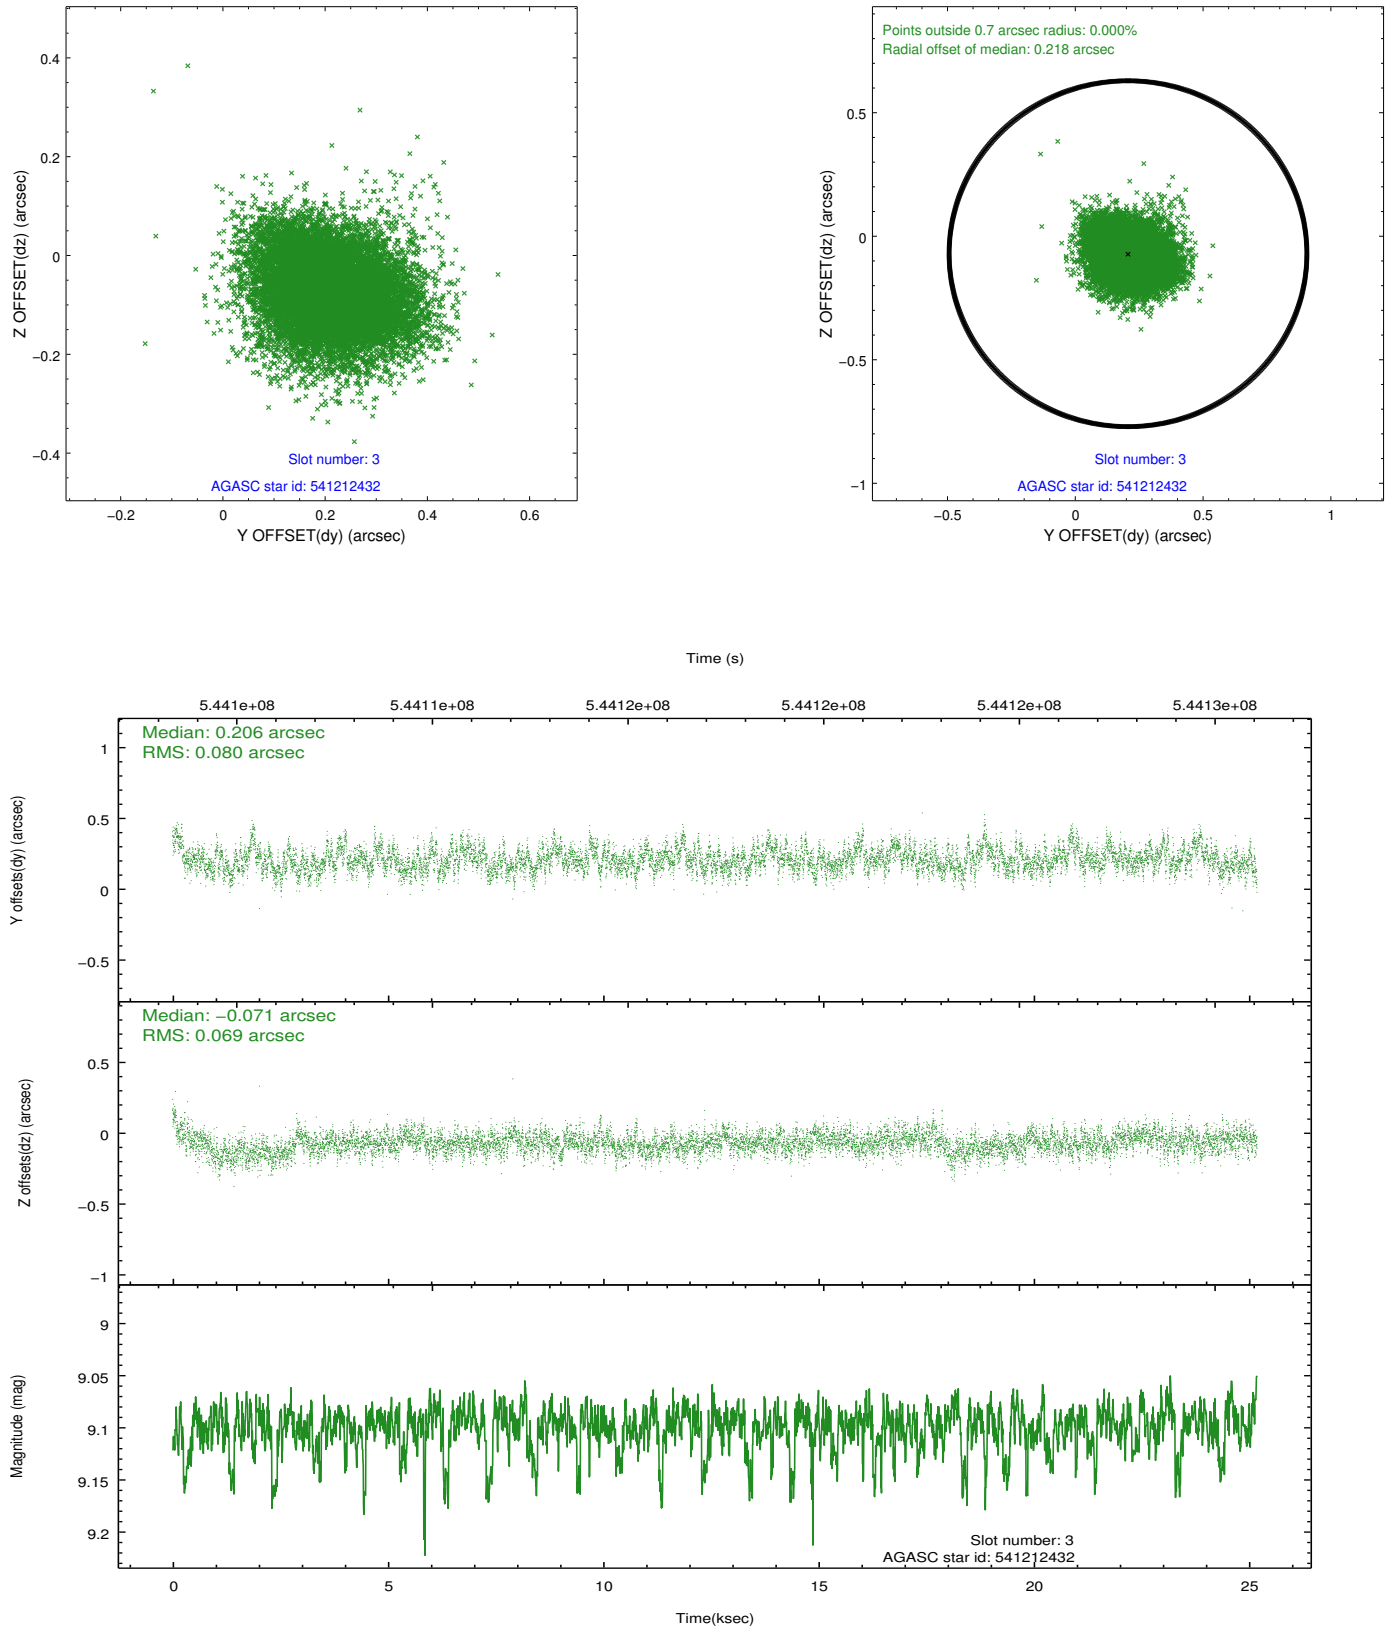 0.4
0.2
0
−0.2
−0.4
Z OFFSET(dz) (arcsec)
Slot number: 3
AGASC star id: 541212432
−0.2 0 0.2 0.4 0.6
Y OFFSET(dy) (arcsec)
Points outside 0.7 arcsec radius: 0.000%
Radial offset of median: 0.218 arcsec
0.5
0
−0.5
−1
Z OFFSET(dz) (arcsec)
Slot number: 3
AGASC star id: 541212432
−0.5 0 0.5 1
Y OFFSET(dy) (arcsec)
Time (s)
5.441e+08 5.4411e+08 5.4412e+08 5.4412e+08 5.4412e+08 5.4413e+08
Median: 0.206 arcsec
RMS: 0.080 arcsec
1
0.5
0
−0.5
Y offsets(dy) (arcsec)
Median: −0.071 arcsec
RMS: 0.069 arcsec
0.5
0
−0.5
−1
Z offsets(dz) (arcsec)
9
9.05
9.1
9.15
9.2
Magnitude (mag)
Slot number: 3
AGASC star id: 541212432
0 5 10 15 20 25
Time(ksec)